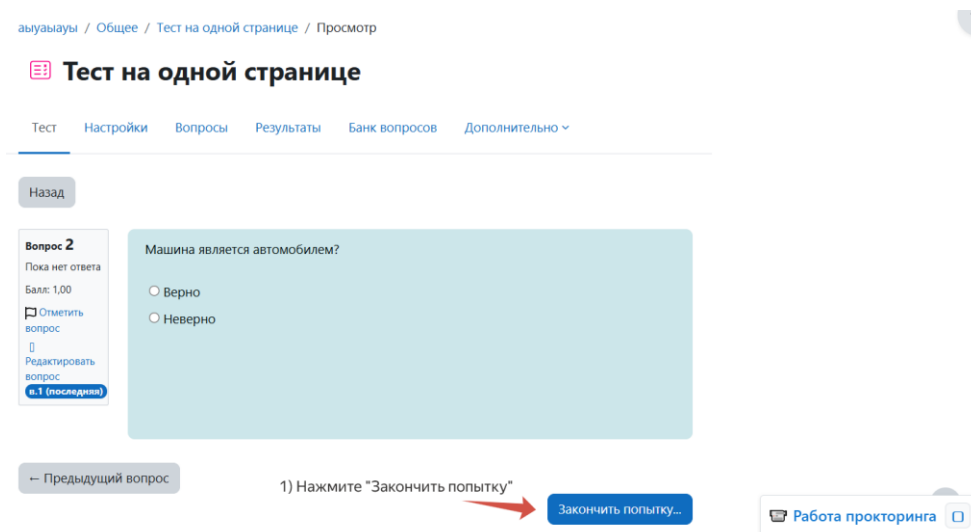 аыуаыауы / Общее / Тест на одной странице / Просмотр
Тест на одной странице
Тест Настройки Вопросы Результаты Банк вопросов Дополнительно
Назад
Вопрос 2
Пока нет ответа
Балл: 1,00
Отметить
вопрос
Редактировать
вопрос
в.1 (последняя)
Машина является автомобилем?
Верно
Неверно
← Предыдущий вопрос
1) Нажмите "Закончить попытку"
Закончить попытку...
Работа прокторинга